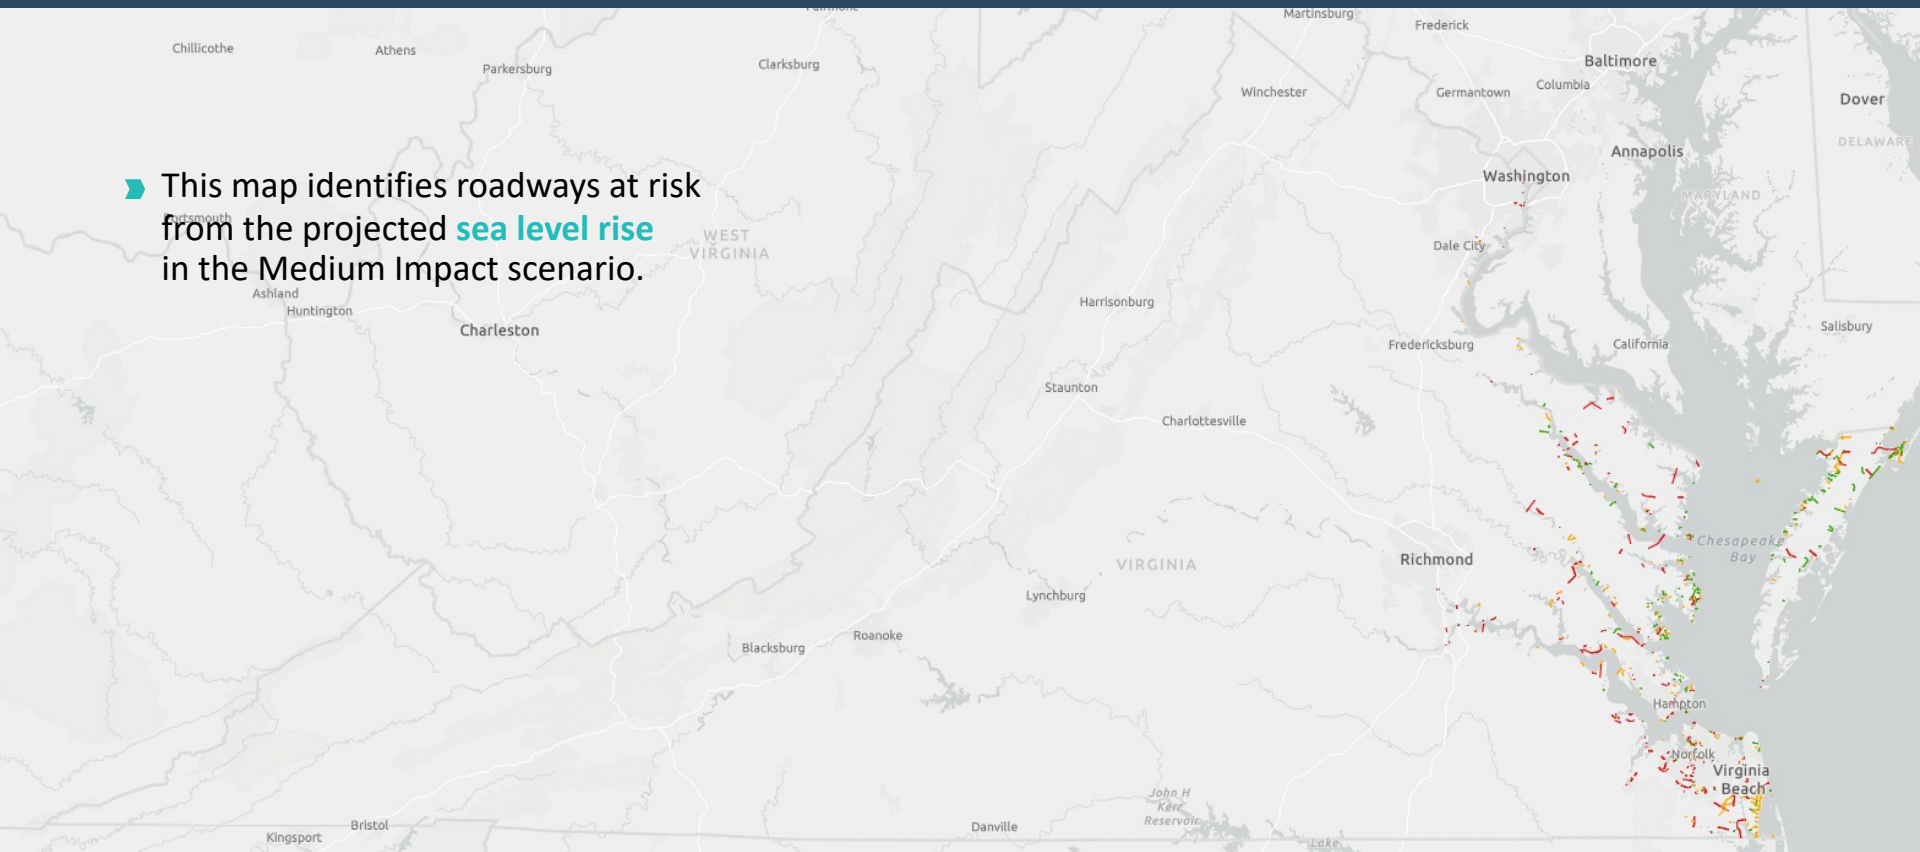 Fairmont
Martinsburg
Frederick
Chillicothe
Athens
Parkersburg
Clarksburg
Baltimore
Columbia
Winchester
Germantown
Dover
DELAWARE
Annapolis
Washington
MARYLAND
This map identifies roadways at risk
from the projected sea level rise
in the Medium Impact scenario.
Portsmouth
WEST
VIRGINIA
Dale City
Ashland
Huntington
Charleston
Harrisonburg
Salisbury
California
Fredericksburg
Staunton
Charlottesville
Chesapeake
Bay
Richmond
VIRGINIA
Lynchburg
Roanoke
Blacksburg
Hampton
Norfolk
Virginia
Beach
John H
Kerr
Reservoir
Danville
Bristol
Kingsport
Lake